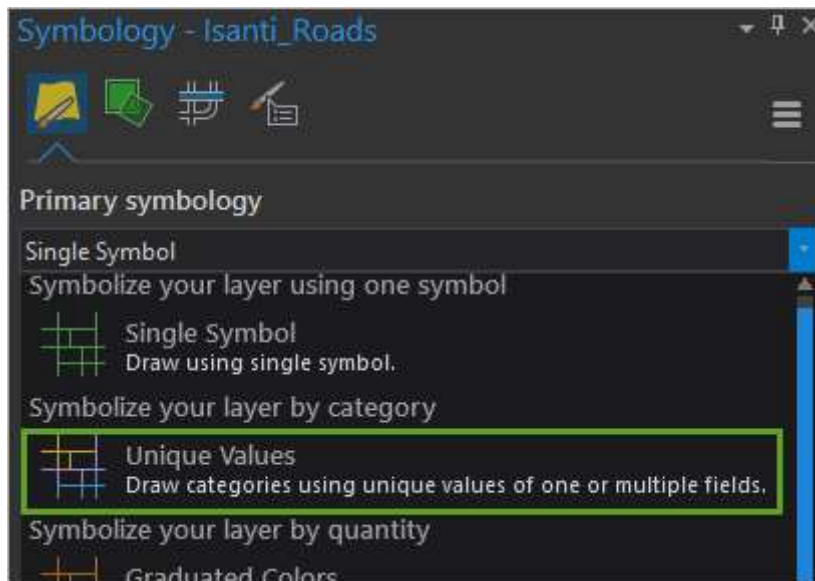 Symbology - Isanti_Roads
Primary symbology
Single Symbol
Symbolize your layer using one symbol
Single Symbol
Draw using single symbol.
Symbolize your layer by category
Unique Values
Draw categories using unique values of one or multiple fields.
Symbolize your layer by quantity
Graduated Colors